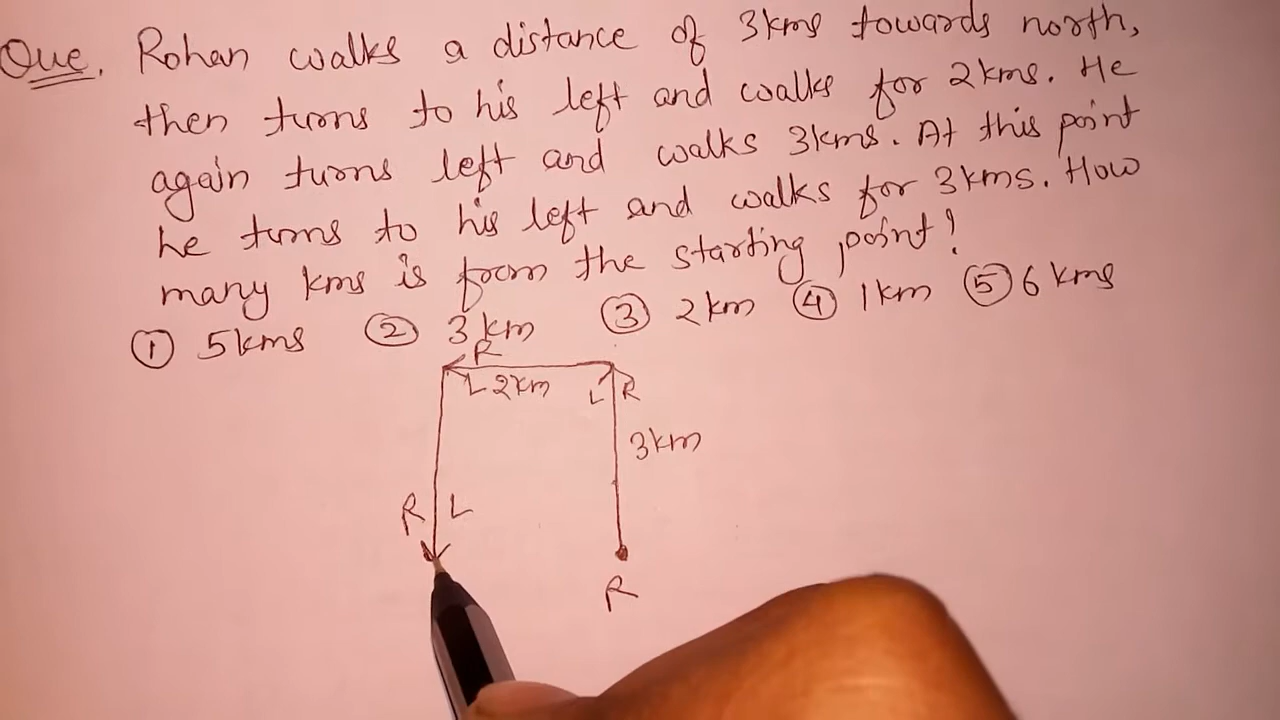 Que. Rohan walks a distance of 3kms towards north,
then turns to his left and walks for 2kms. He
again turns left and walks 3kms. At this point
he turns to his left and walks for 3kms. How
many kms is from the starting point?
① 5kms ② 3km ③ 2km ④ 1km ⑤ 6kms
R
L 2km L R
3km
R L
R